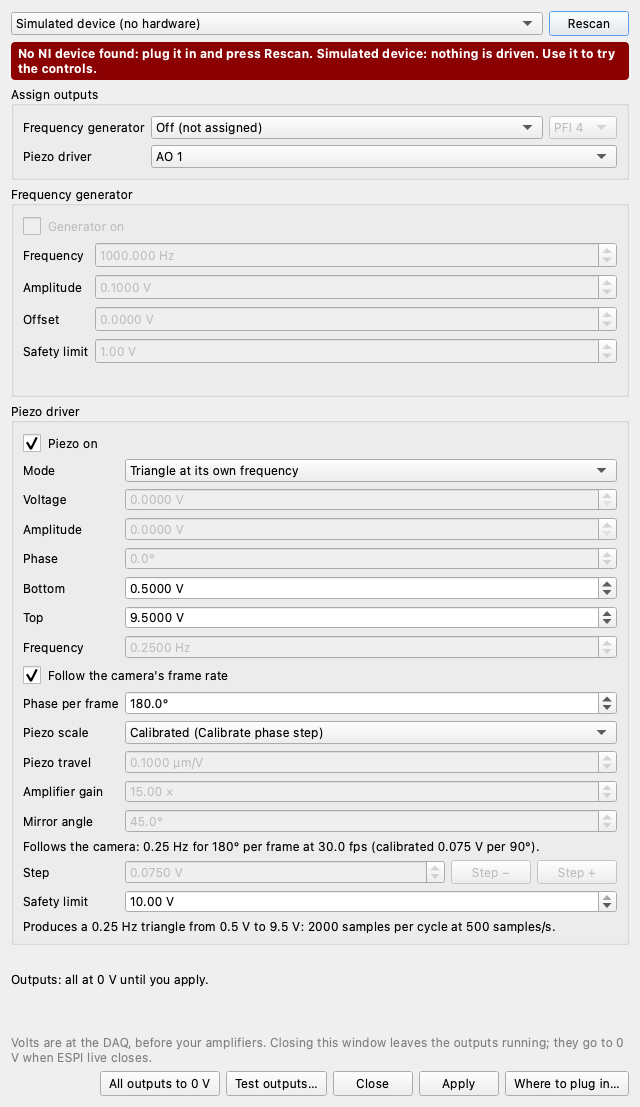 Simulated device (no hardware)
Rescan
No NI device found: plug it in and press Rescan. Simulated device: nothing is driven. Use it to try
the controls.
Assign outputs
Frequency generator Off (not assigned) PFI 4
Piezo driver AO 1
Frequency generator
Generator on
Frequency 1000.000 Hz
Amplitude 0.1000 V
Offset 0.0000 V
Safety limit 1.00 V
Piezo driver
Piezo on
Mode Triangle at its own frequency
Voltage 0.0000 V
Amplitude 0.0000 V
Phase 0.0°
Bottom 0.5000 V
Top 9.5000 V
Frequency 0.2500 Hz
Follow the camera's frame rate
Phase per frame 180.0°
Piezo scale Calibrated (Calibrate phase step)
Piezo travel 0.1000 µm/V
Amplifier gain 15.00 ×
Mirror angle 45.0°
Follows the camera: 0.25 Hz for 180° per frame at 30.0 fps (calibrated 0.075 V per 90°).
Step 0.0750 V Step − Step +
Safety limit 10.00 V
Produces a 0.25 Hz triangle from 0.5 V to 9.5 V: 2000 samples per cycle at 500 samples/s.
Outputs: all at 0 V until you apply.
Volts are at the DAQ, before your amplifiers. Closing this window leaves the outputs running; they go to 0
V when ESPI live closes.
All outputs to 0 V Test outputs... Close Apply Where to plug in...